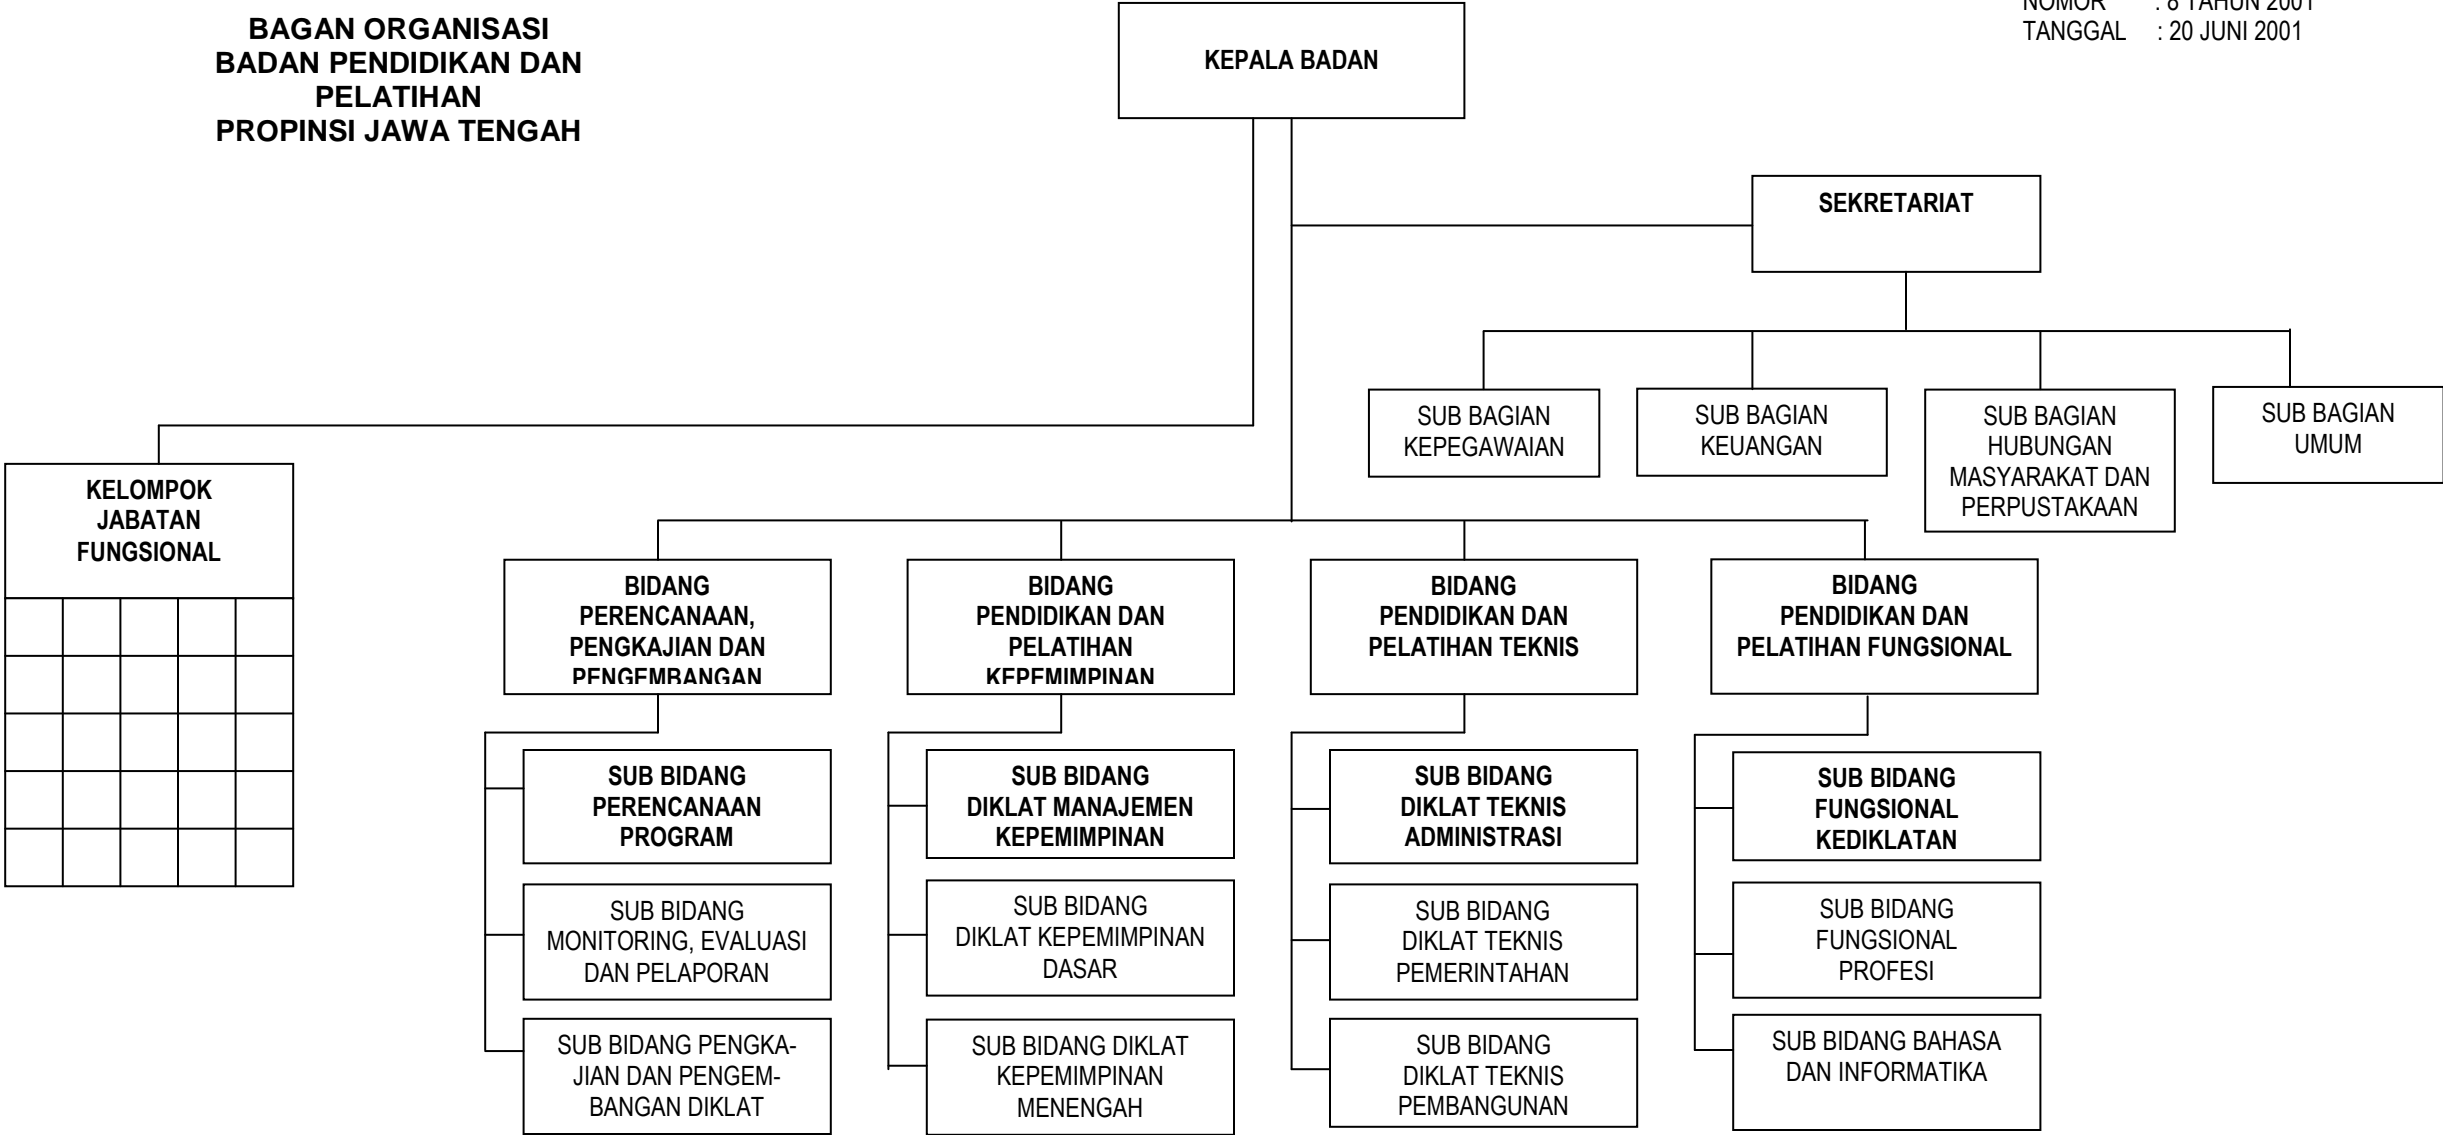 BAGAN ORGANISASI
BADAN PENDIDIKAN DAN
PELATIHAN
PROPINSI JAWA TENGAH
NOMOR : 8 TAHUN 2001
TANGGAL : 20 JUNI 2001
KEPALA BADAN
SEKRETARIAT
SUB BAGIAN
KEPEGAWAIAN
SUB BAGIAN
KEUANGAN
SUB BAGIAN
HUBUNGAN
MASYARAKAT DAN
PERPUSTAKAAN
SUB BAGIAN
UMUM
KELOMPOK
JABATAN
FUNGSIONAL
BIDANG
PERENCANAAN,
PENGKAJIAN DAN
PENGEMBANGAN
BIDANG
PENDIDIKAN DAN
PELATIHAN
KEPEMIMPINAN
BIDANG
PENDIDIKAN DAN
PELATIHAN TEKNIS
BIDANG
PENDIDIKAN DAN
PELATIHAN FUNGSIONAL
SUB BIDANG
PERENCANAAN
PROGRAM
SUB BIDANG
MONITORING, EVALUASI
DAN PELAPORAN
SUB BIDANG PENGKA-
JIAN DAN PENGEM-
BANGAN DIKLAT
SUB BIDANG
DIKLAT MANAJEMEN
KEPEMIMPINAN
SUB BIDANG
DIKLAT KEPEMIMPINAN
DASAR
SUB BIDANG DIKLAT
KEPEMIMPINAN
MENENGAH
SUB BIDANG
DIKLAT TEKNIS
ADMINISTRASI
SUB BIDANG
DIKLAT TEKNIS
PEMERINTAHAN
SUB BIDANG
DIKLAT TEKNIS
PEMBANGUNAN
SUB BIDANG
FUNGSIONAL
KEDIKLATAN
SUB BIDANG
FUNGSIONAL
PROFESI
SUB BIDANG BAHASA
DAN INFORMATIKA